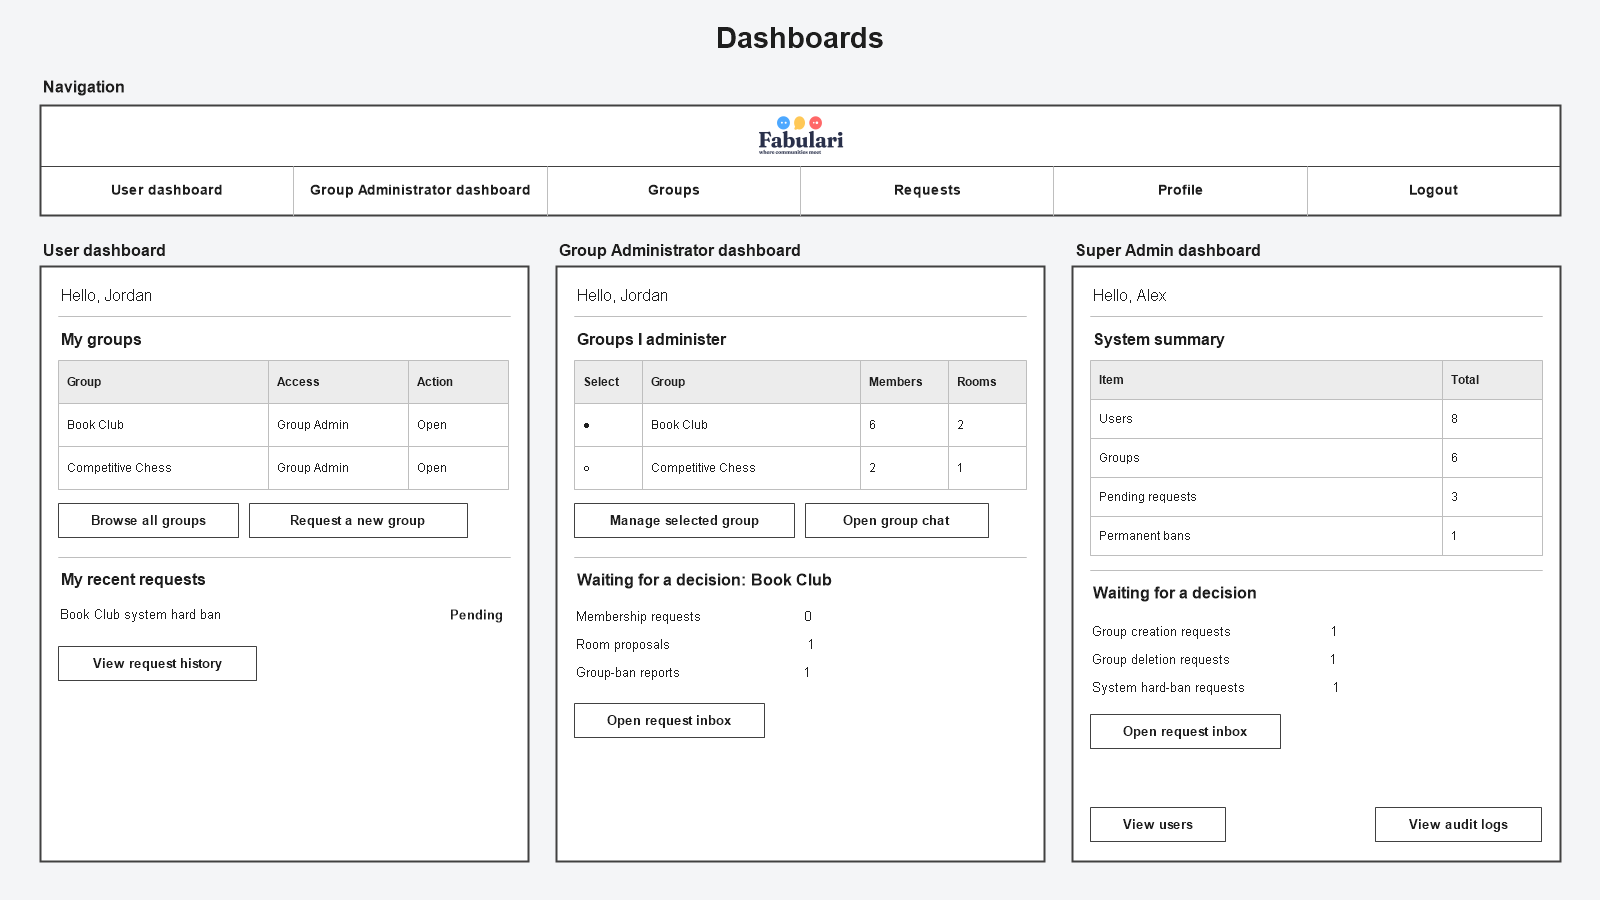 Dashboards
Navigation
Fabulari
where communities meet
User dashboard
Group Administrator dashboard
Groups
Requests
Profile
Logout
User dashboard
Hello, Jordan
My groups
Group Access Action
Book Club Group Admin Open
Competitive Chess Group Admin Open
Browse all groups
Request a new group
My recent requests
Book Club system hard ban Pending
View request history
Group Administrator dashboard
Hello, Jordan
Groups I administer
Select Group Members Rooms
Book Club 6 2
Competitive Chess 2 1
Manage selected group
Open group chat
Waiting for a decision: Book Club
Membership requests 0
Room proposals 1
Group-ban reports 1
Open request inbox
Super Admin dashboard
Hello, Alex
System summary
Item Total
Users 8
Groups 6
Pending requests 3
Permanent bans 1
Waiting for a decision
Group creation requests 1
Group deletion requests 1
System hard-ban requests 1
Open request inbox
View users
View audit logs